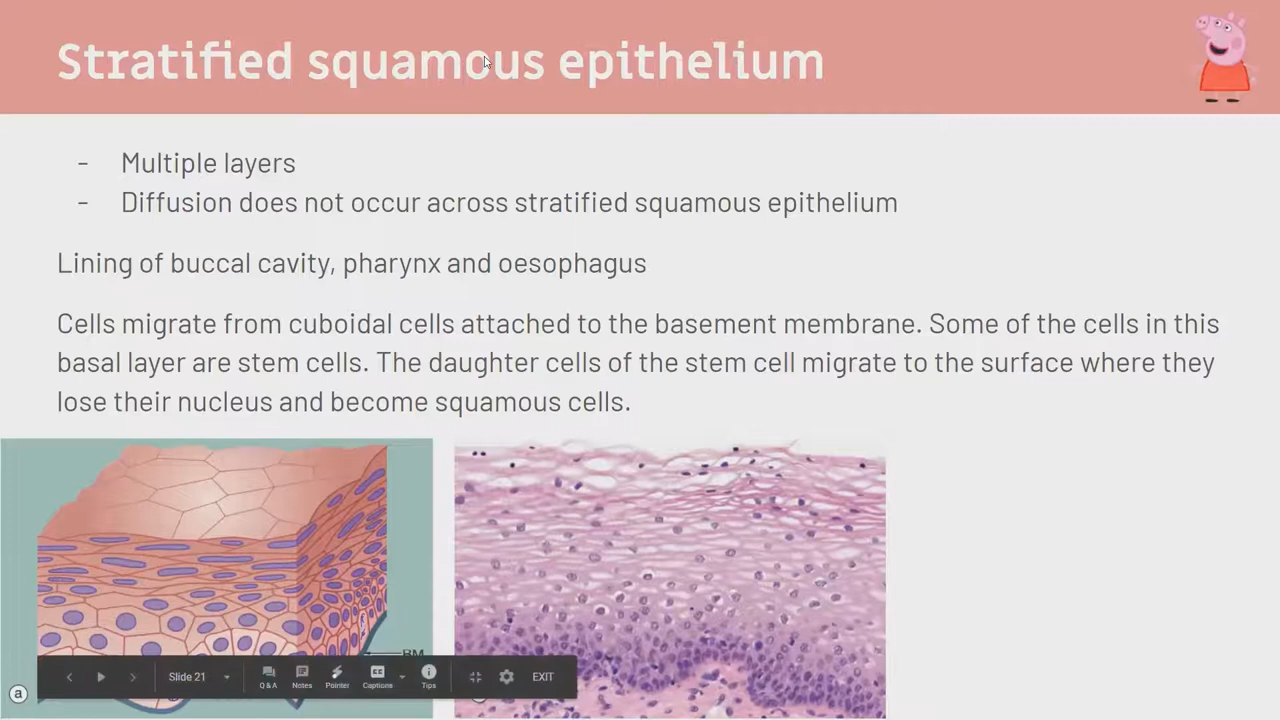 Stratified squamous epithelium
- Multiple layers
- Diffusion does not occur across stratified squamous epithelium
Lining of buccal cavity, pharynx and oesophagus
Cells migrate from cuboidal cells attached to the basement membrane. Some of the cells in this
basal layer are stem cells. The daughter cells of the stem cell migrate to the surface where they
lose their nucleus and become squamous cells.
BM
Slide 21
Q & A Notes Pointer Captions Tips EXIT
a